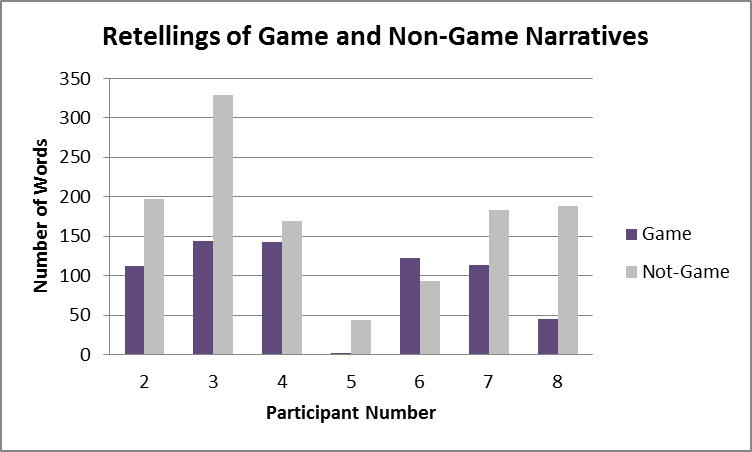 Retellings of Game and Non-Game Narratives
350
300
250
200
150
100
50
0
Number of Words
2 3 4 5 6 7 8
Participant Number
Game
Not-Game